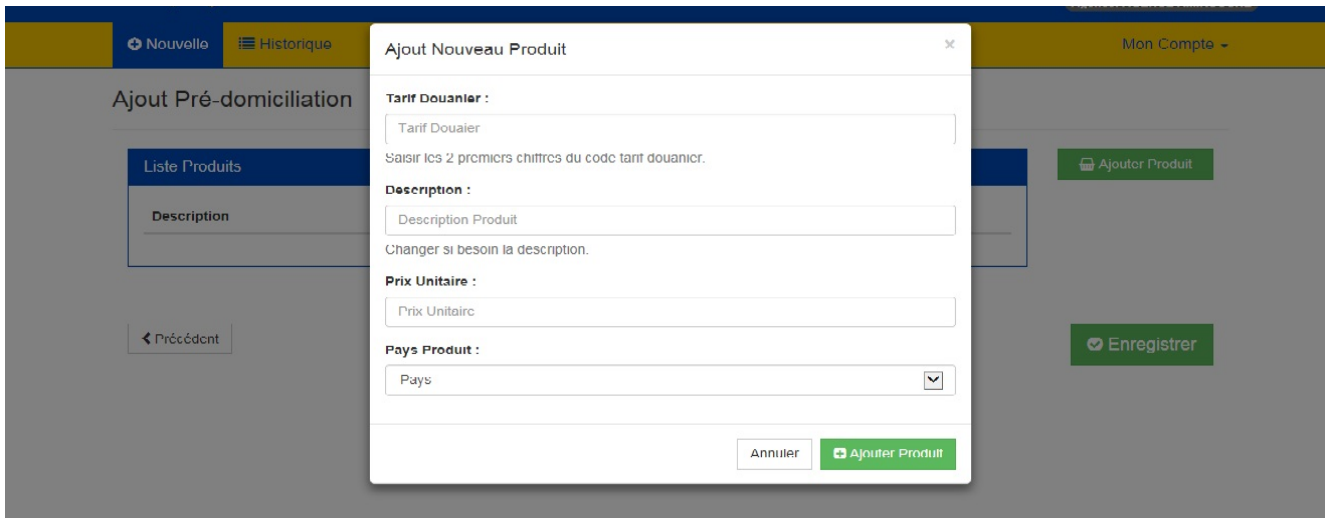 Nouvelle
Historique
Mon Compte
Ajout Pré-domiciliation
Liste Produits
Description
Ajouter Produit
Précédent
Enregistrer
Ajout Nouveau Produit
×
Tarif Douanier :
Tarif Douaier
Saisir les 2 premiers chiffres du code tarif douanier.
Description :
Description Produit
Changer si besoin la description.
Prix Unitaire :
Prix Unitaire
Pays Produit :
Pays
Annuler
Ajouter Produit